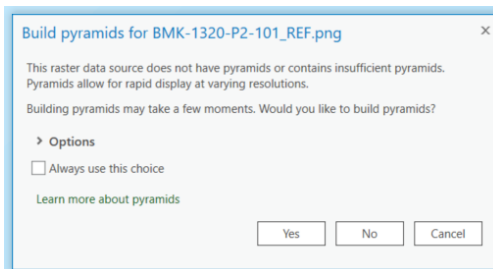 Build pyramids for BMK-1320-P2-101_REF.png
This raster data source does not have pyramids or contains insufficient pyramids.
Pyramids allow for rapid display at varying resolutions.
Building pyramids may take a few moments. Would you like to build pyramids?
Options
Always use this choice
Learn more about pyramids
Yes No Cancel